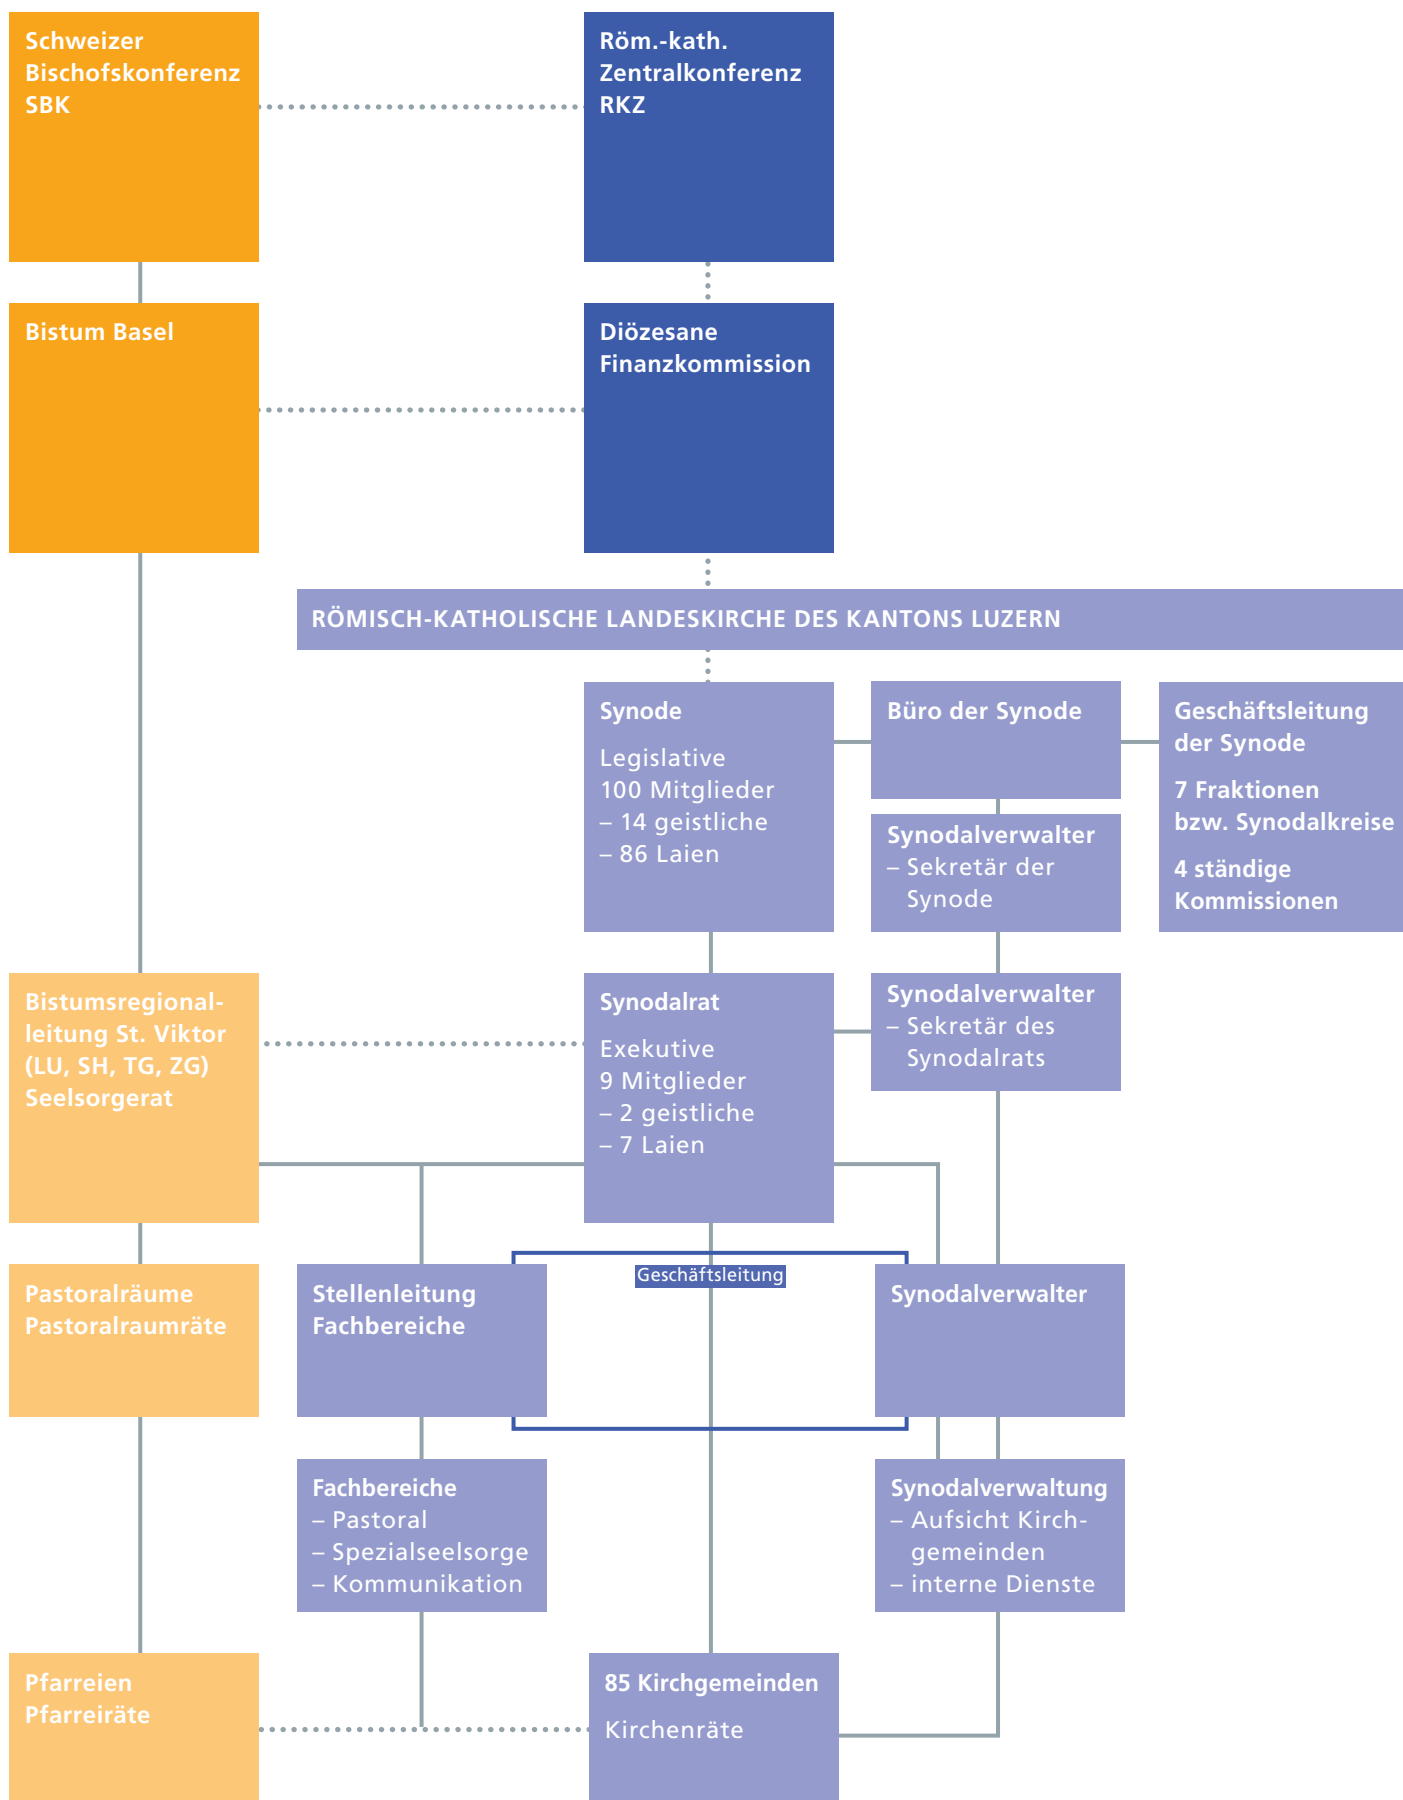 Schweizer
Bischofskonferenz
SBK
Röm.-kath.
Zentralkonferenz
RKZ
Bistum Basel
Diözesane
Finanzkommission
RÖMISCH-KATHOLISCHE LANDESKIRCHE DES KANTONS LUZERN
Synode
Legislative
100 Mitglieder
– 14 geistliche
– 86 Laien
Büro der Synode
Synodalverwalter
– Sekretär der
Synode
Geschäftsleitung
der Synode
7 Fraktionen
bzw. Synodalkreise
4 ständige
Kommissionen
Bistumsregional-
leitung St. Viktor
(LU, SH, TG, ZG)
Seelsorgerat
Synodalrat
Exekutive
9 Mitglieder
– 2 geistliche
– 7 Laien
Synodalverwalter
– Sekretär des
Synodalrats
Pastoralräume
Pastoralraumräte
Stellenleitung
Fachbereiche
Geschäftsleitung
Synodalverwalter
Fachbereiche
– Pastoral
– Spezialseelsorge
– Kommunikation
Synodalverwaltung
– Aufsicht Kirch-
gemeinden
– interne Dienste
Pfarreien
Pfarreiräte
85 Kirchgemeinden
Kirchenräte